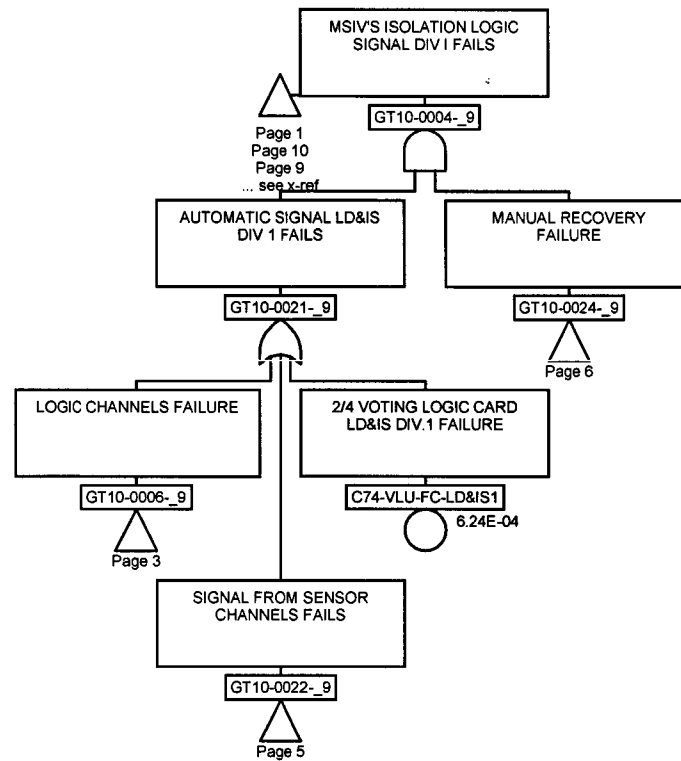 MSIV'S ISOLATION LOGIC
SIGNAL DIV I FAILS
GT10-0004-_9
Page 1
Page 10
Page 9
... see x-ref
AUTOMATIC SIGNAL LD&IS
DIV 1 FAILS
GT10-0021-_9
MANUAL RECOVERY
FAILURE
GT10-0024-_9
Page 6
LOGIC CHANNELS FAILURE
GT10-0006-_9
Page 3
2/4 VOTING LOGIC CARD
LD&IS DIV.1 FAILURE
C74-VLU-FC-LD&IS1
6.24E-04
SIGNAL FROM SENSOR
CHANNELS FAILS
GT10-0022-_9
Page 5